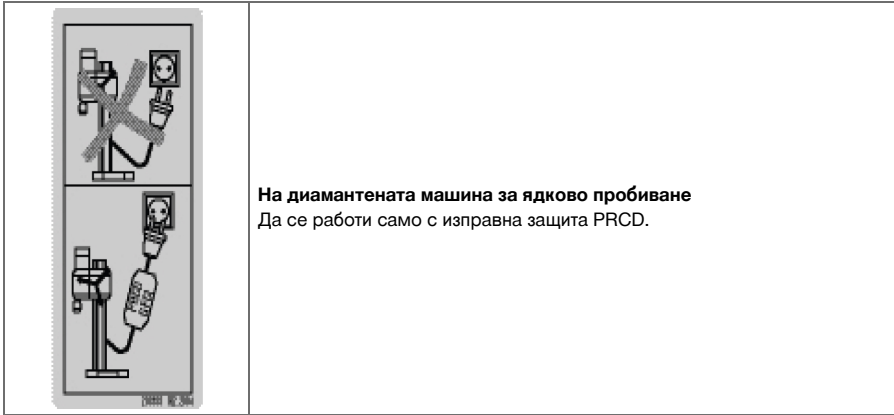 На диамантената машина за ядково пробиване
Да се работи само с изправна защита PRCD.